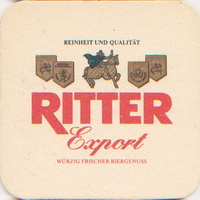 REINHEIT UND QUALITÄT
RITTER
Export
WÜRZIG FRISCHER BIERGENUSS